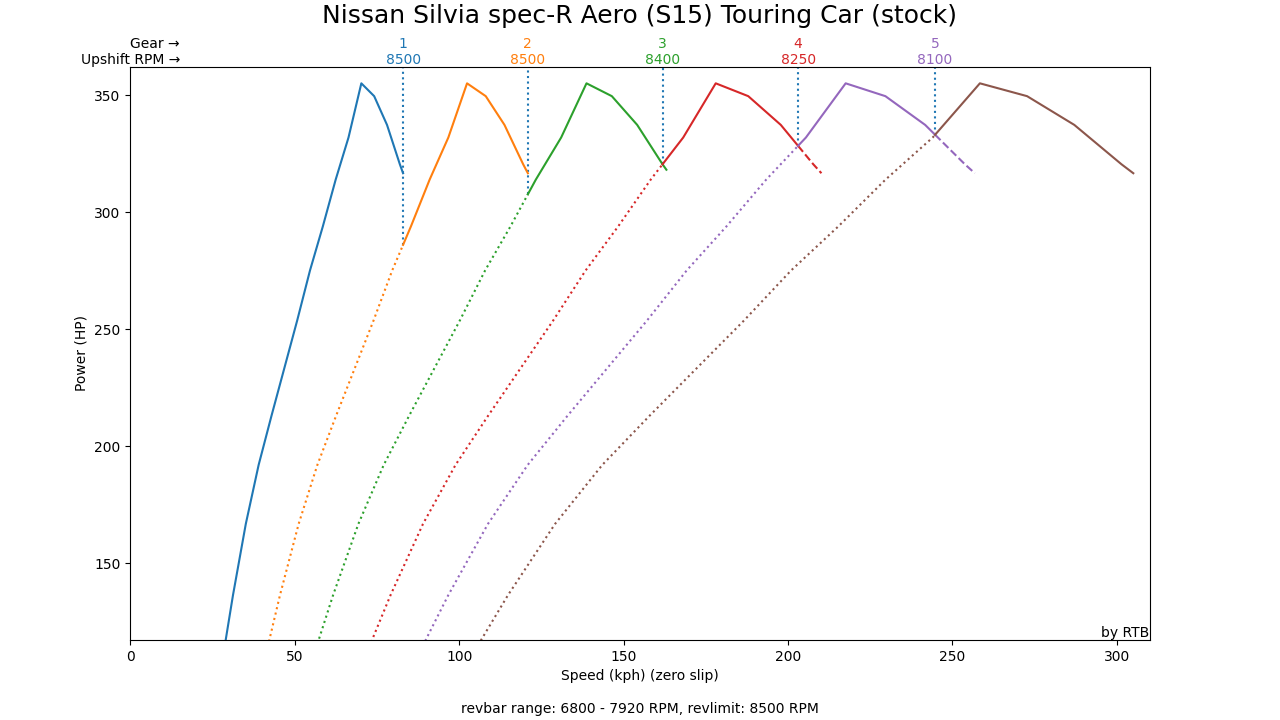 Nissan Silvia spec-R Aero (S15) Touring Car (stock)
Gear → 1 2 3 4 5
Upshift RPM → 8500 8500 8400 8250 8100
350
300
250
200
150
Power (HP)
by RTB
0 50 100 150 200 250 300
Speed (kph) (zero slip)
revbar range: 6800 - 7920 RPM, revlimit: 8500 RPM